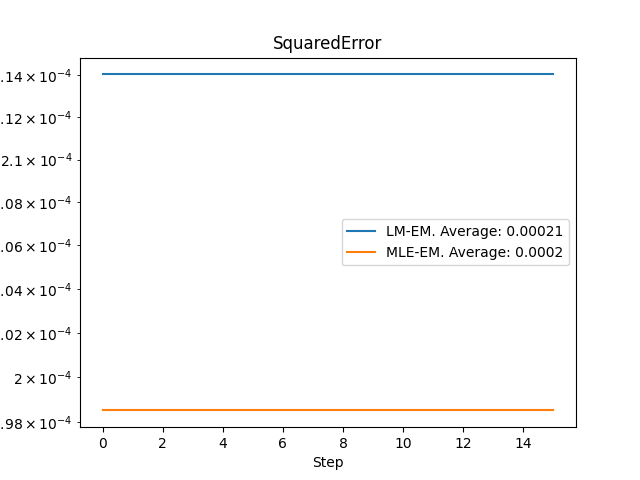 SquaredError
.14 × 10⁻⁴
.12 × 10⁻⁴
2.1 × 10⁻⁴
.08 × 10⁻⁴
.06 × 10⁻⁴
.04 × 10⁻⁴
.02 × 10⁻⁴
2 × 10⁻⁴
.98 × 10⁻⁴
LM-EM. Average: 0.00021
MLE-EM. Average: 0.0002
0 2 4 6 8 10 12 14
Step